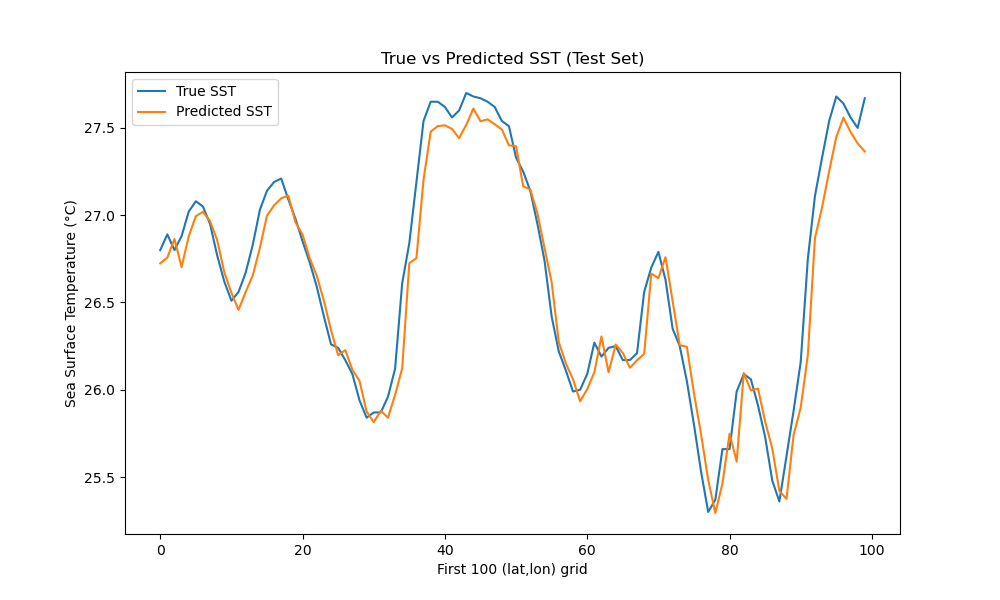 True vs Predicted SST (Test Set)
True SST
Predicted SST
Sea Surface Temperature (°C)
27.5
27.0
26.5
26.0
25.5
0 20 40 60 80 100
First 100 (lat,lon) grid